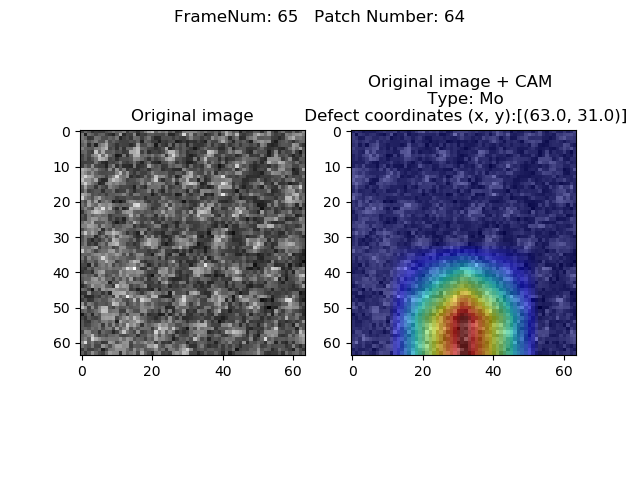 FrameNum: 65   Patch Number: 64
Original image
0
10
20
30
40
50
60
0 20 40 60
Original image + CAM
Type: Mo
Defect coordinates (x, y):[(63.0, 31.0)]
0
10
20
30
40
50
60
0 20 40 60